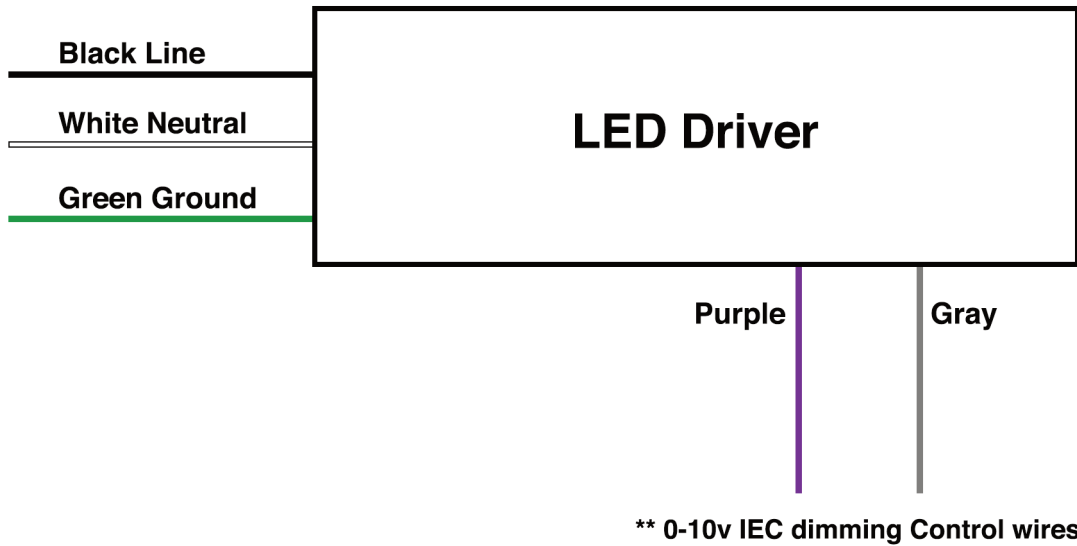 Black Line
White Neutral
Green Ground
LED Driver
Purple
Gray
** 0-10v IEC dimming Control wires